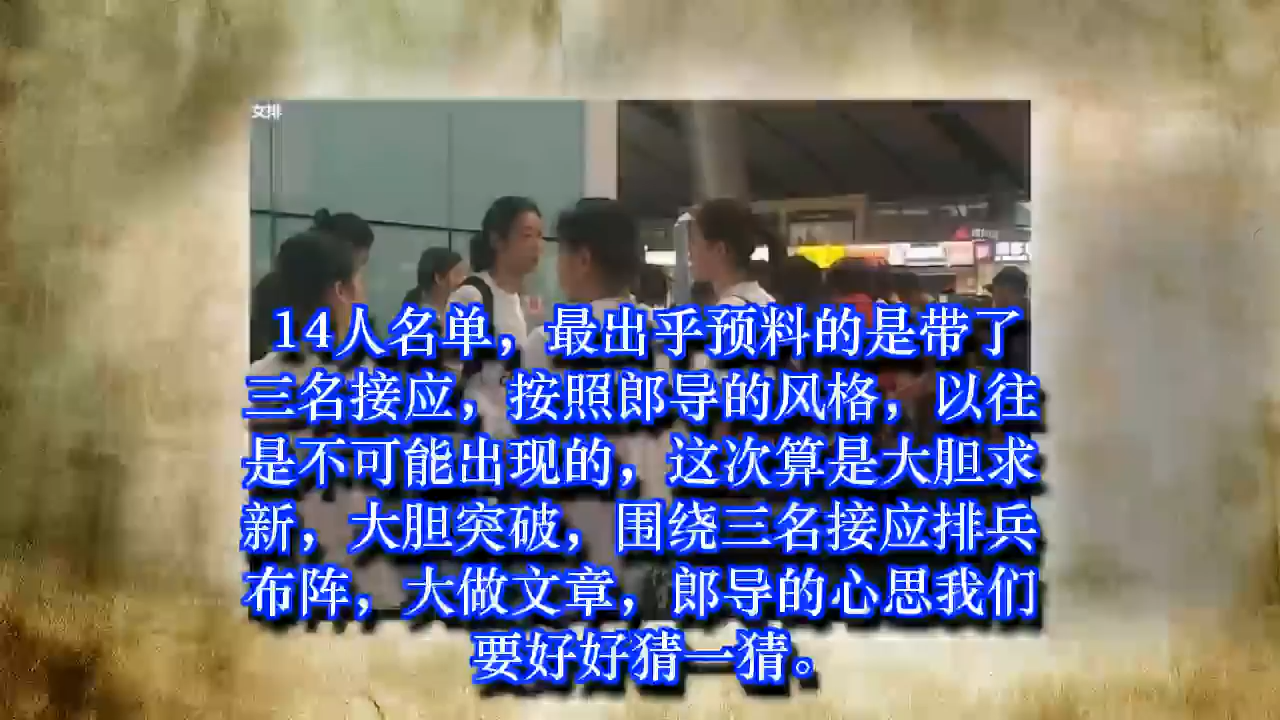 女排
14人名单，最出乎预料的是带了
三名接应，按照郎导的风格，以往
是不可能出现的，这次算是大胆求
新，大胆突破，围绕三名接应排兵
布阵，大做文章，郎导的心思我们
要好好猜一猜。